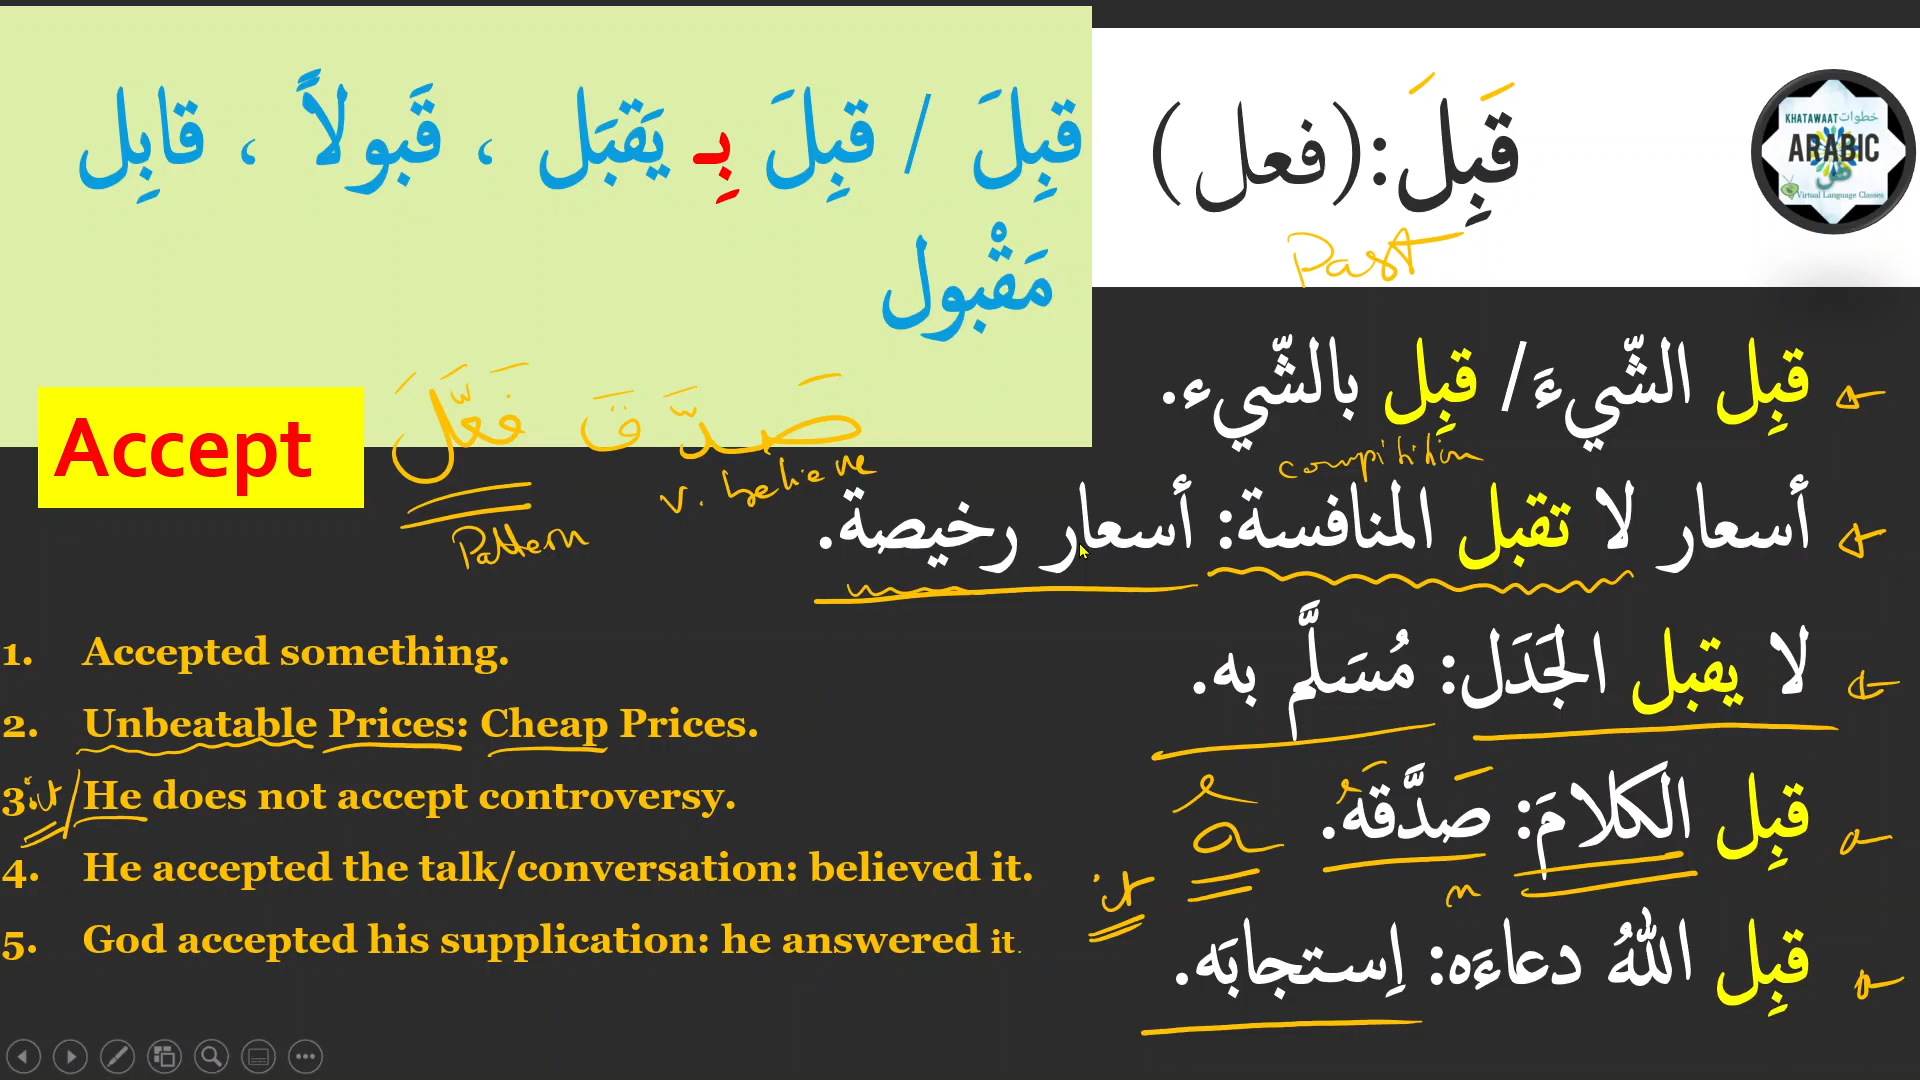 قَبِلَ:(فعل)
Past
KHATAWAAT خطوات
ARABIC
ض
Virtual Language Classes
قبِلَ / قبِلَ بِـ يَقبَل ، قَبولاً ، قابِل
مَقْبول
Accept
فَعَّلَ
Pattern
صَدَّقَ
v. believe
قبِل الشّيءَ/ قبِل بالشّيء.
compitition
أسعار لا تقبل المنافسة: أسعار رخيصة.
لا يقبل الجَدَل: مُسَلَّم به.
قبِل الكلامَ: صَدَّقَهُ.
ه
it
قبِل اللهُ دعاءَه: اِستجابَه.
1. Accepted something.
2. Unbeatable Prices: Cheap Prices.
3. it/He does not accept controversy.
4. He accepted the talk/conversation: believed it.
5. God accepted his supplication: he answered it.